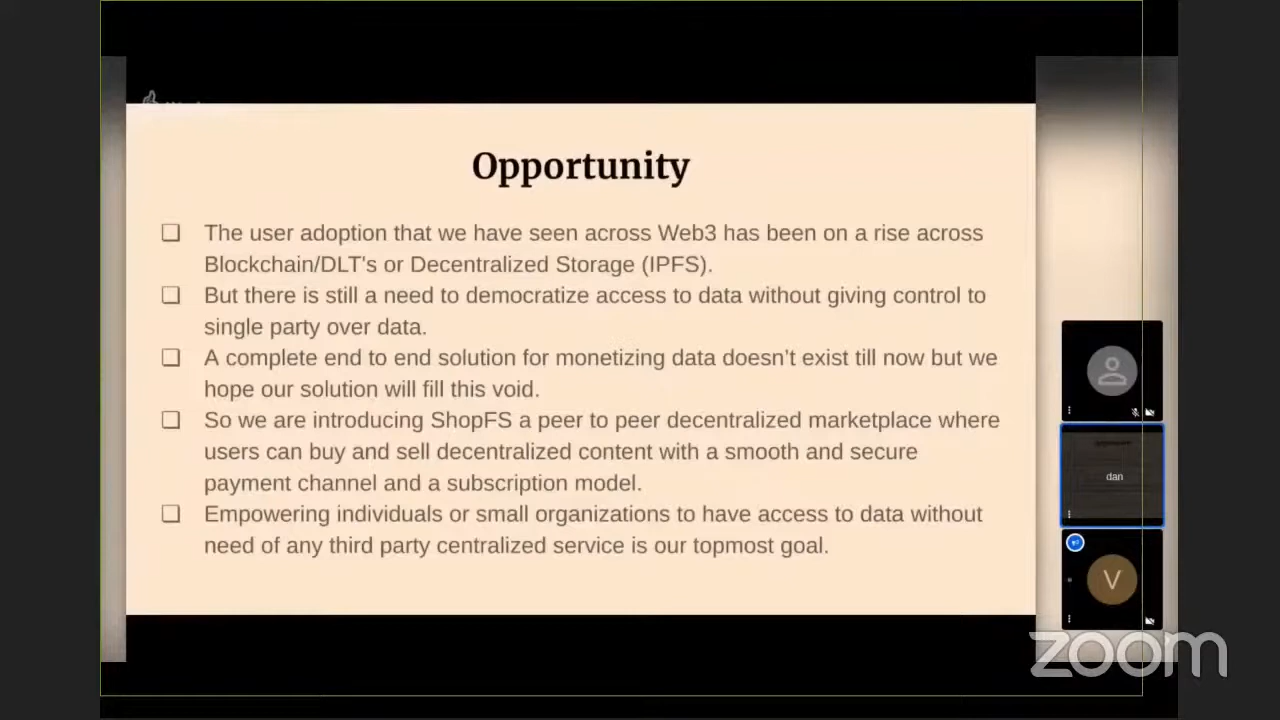 Opportunity
❏ The user adoption that we have seen across Web3 has been on a rise across
Blockchain/DLT's or Decentralized Storage (IPFS).
❏ But there is still a need to democratize access to data without giving control to
single party over data.
❏ A complete end to end solution for monetizing data doesn’t exist till now but we
hope our solution will fill this void.
❏ So we are introducing ShopFS a peer to peer decentralized marketplace where
users can buy and sell decentralized content with a smooth and secure
payment channel and a subscription model.
❏ Empowering individuals or small organizations to have access to data without
need of any third party centralized service is our topmost goal.
dan
V
zoom